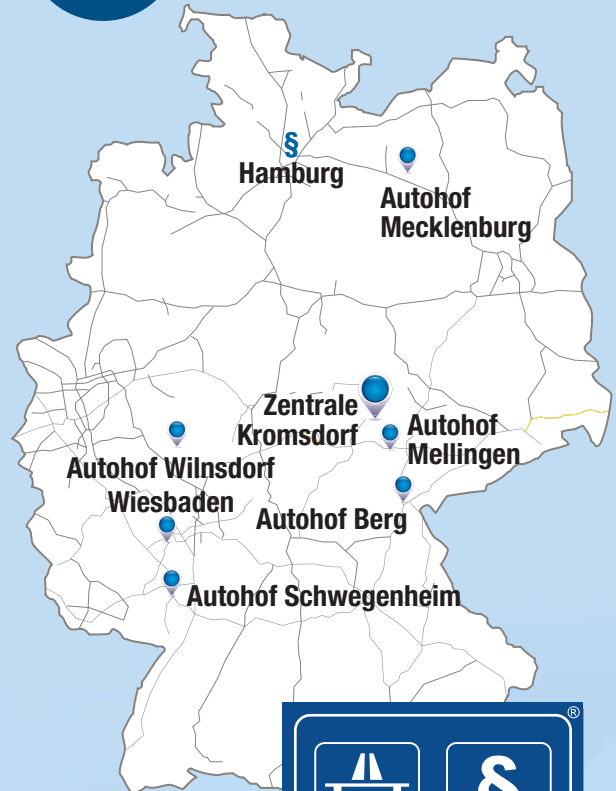 §
Hamburg
Autohof
Mecklenburg
Zentrale
Kromsdorf
Autohof
Mellingen
Autohof Wilnsdorf
Wiesbaden
Autohof Berg
Autohof Schwegenheim
®
§